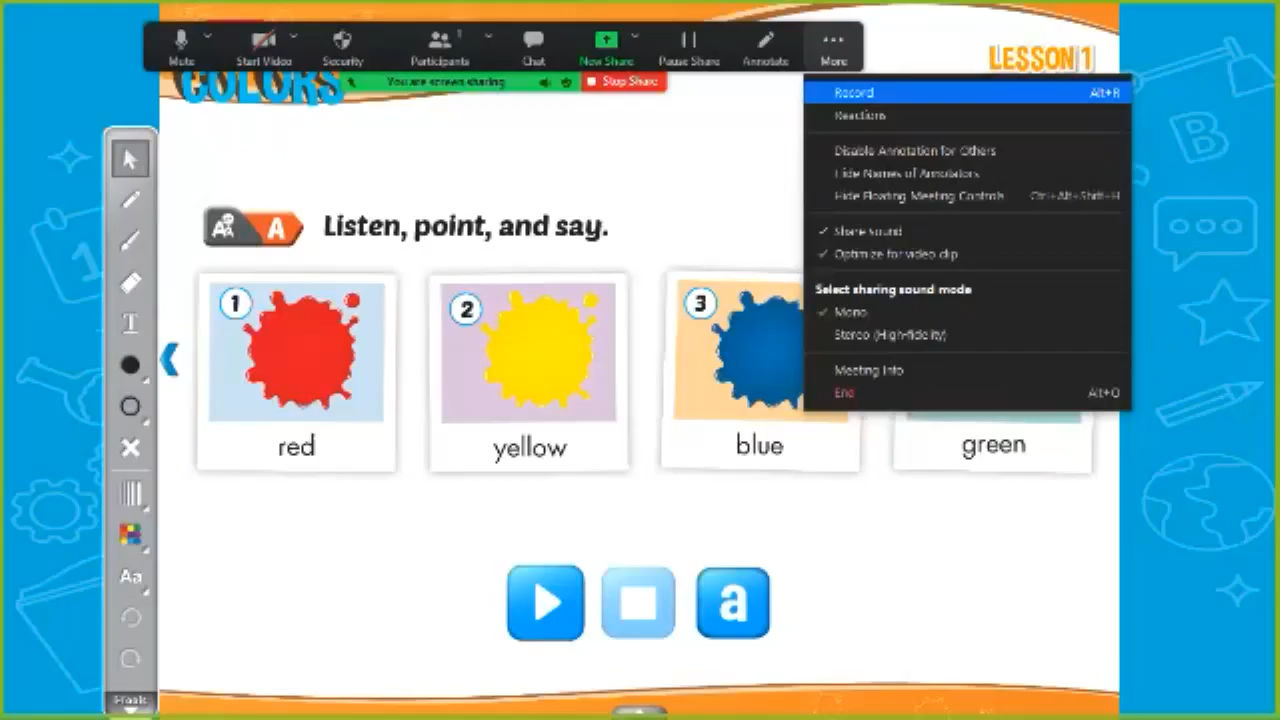 Mute
Start Video
Security
Participants
1
Chat
New Share
Pause Share
Annotate
More
COLORS
You are screen sharing
Stop Share
LESSON 1
Record Alt+R
Reactions
Disable Annotation for Others
Hide Names of Annotators
Hide Floating Meeting Controls Ctrl+Alt+Shift+H
Share sound
Optimize for video clip
Select sharing sound mode
Mono
Stereo (High-fidelity)
Meeting Info
End Alt+Q
A
Listen, point, and say.
1
2
3
red
yellow
blue
green
T
Aa
Tools
a
B
1